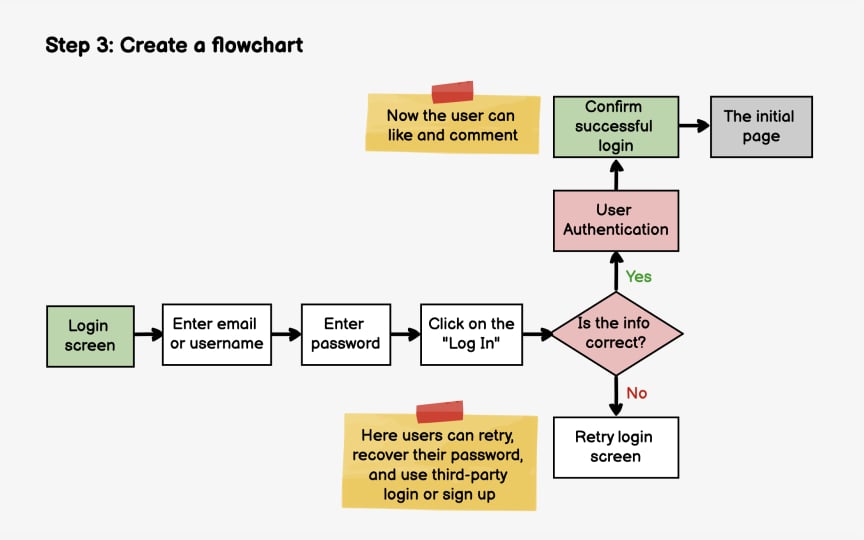 Step 3: Create a flowchart
Now the user can
like and comment
Confirm
successful
login
The initial
page
User
Authentication
Yes
Login
screen
Enter email
or username
Enter
password
Click on the
"Log In"
Is the info
correct?
No
Retry login
screen
Here users can retry,
recover their password,
and use third-party
login or sign up